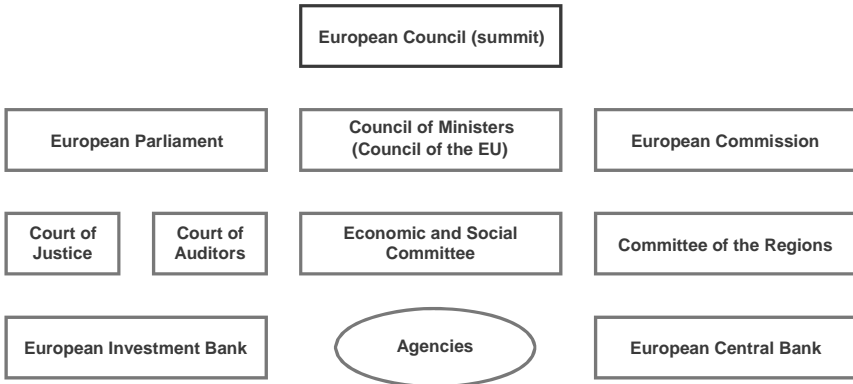 European Council (summit)
European Parliament
Council of Ministers
(Council of the EU)
European Commission
Court of
Justice
Court of
Auditors
Economic and Social
Committee
Committee of the Regions
European Investment Bank
Agencies
European Central Bank